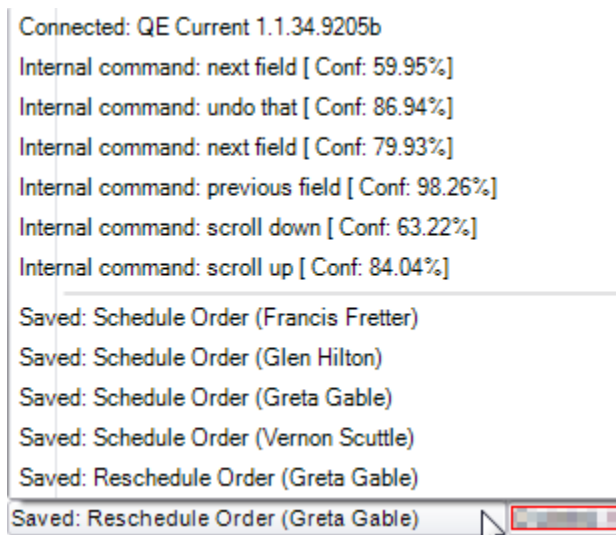 Connected: QE Current 1.1.34.9205b
Internal command: next field [ Conf: 59.95%]
Internal command: undo that [ Conf: 86.94%]
Internal command: next field [ Conf: 79.93%]
Internal command: previous field [ Conf: 98.26%]
Internal command: scroll down [ Conf: 63.22%]
Internal command: scroll up [ Conf: 84.04%]
Saved: Schedule Order (Francis Fretter)
Saved: Schedule Order (Glen Hilton)
Saved: Schedule Order (Greta Gable)
Saved: Schedule Order (Vernon Scuttle)
Saved: Reschedule Order (Greta Gable)
Saved: Reschedule Order (Greta Gable)